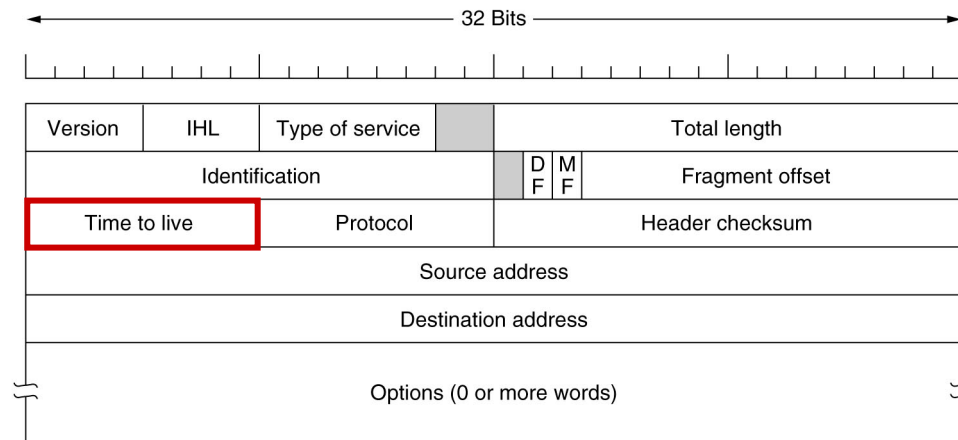 32 Bits
Version IHL Type of service Total length
Identification D F M F Fragment offset
Time to live Protocol Header checksum
Source address
Destination address
Options (0 or more words)